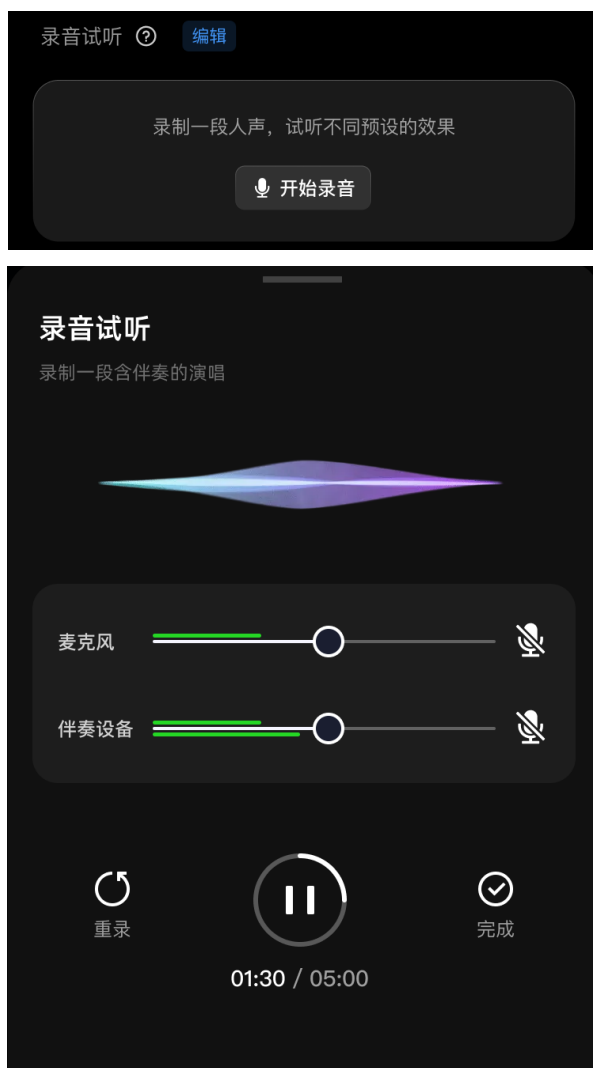 录音试听 ? 编辑
录制一段人声，试听不同预设的效果
开始录音
录音试听
录制一段含伴奏的演唱
麦克风
伴奏设备
重录
完成
01:30 / 05:00